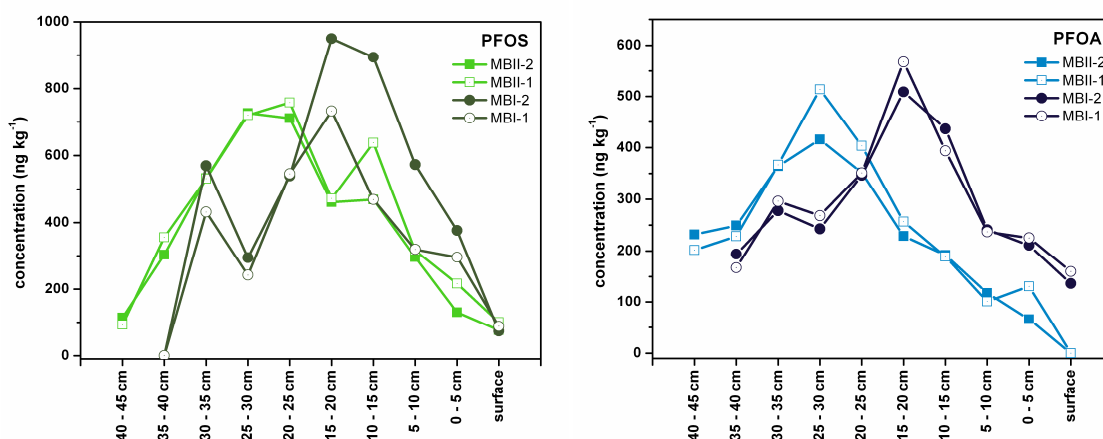 PFOS
MBII-2
MBII-1
MBI-2
MBI-1
concentration (ng kg⁻¹)
1000
800
600
400
200
0
40 - 45 cm
35 - 40 cm
30 - 35 cm
25 - 30 cm
20 - 25 cm
15 - 20 cm
10 - 15 cm
5 - 10 cm
0 - 5 cm
surface
PFOA
MBII-2
MBII-1
MBI-2
MBI-1
concentration (ng kg⁻¹)
600
500
400
300
200
100
0
40 - 45 cm
35 - 40 cm
30 - 35 cm
25 - 30 cm
20 - 25 cm
15 - 20 cm
10 - 15 cm
5 - 10 cm
0 - 5 cm
surface